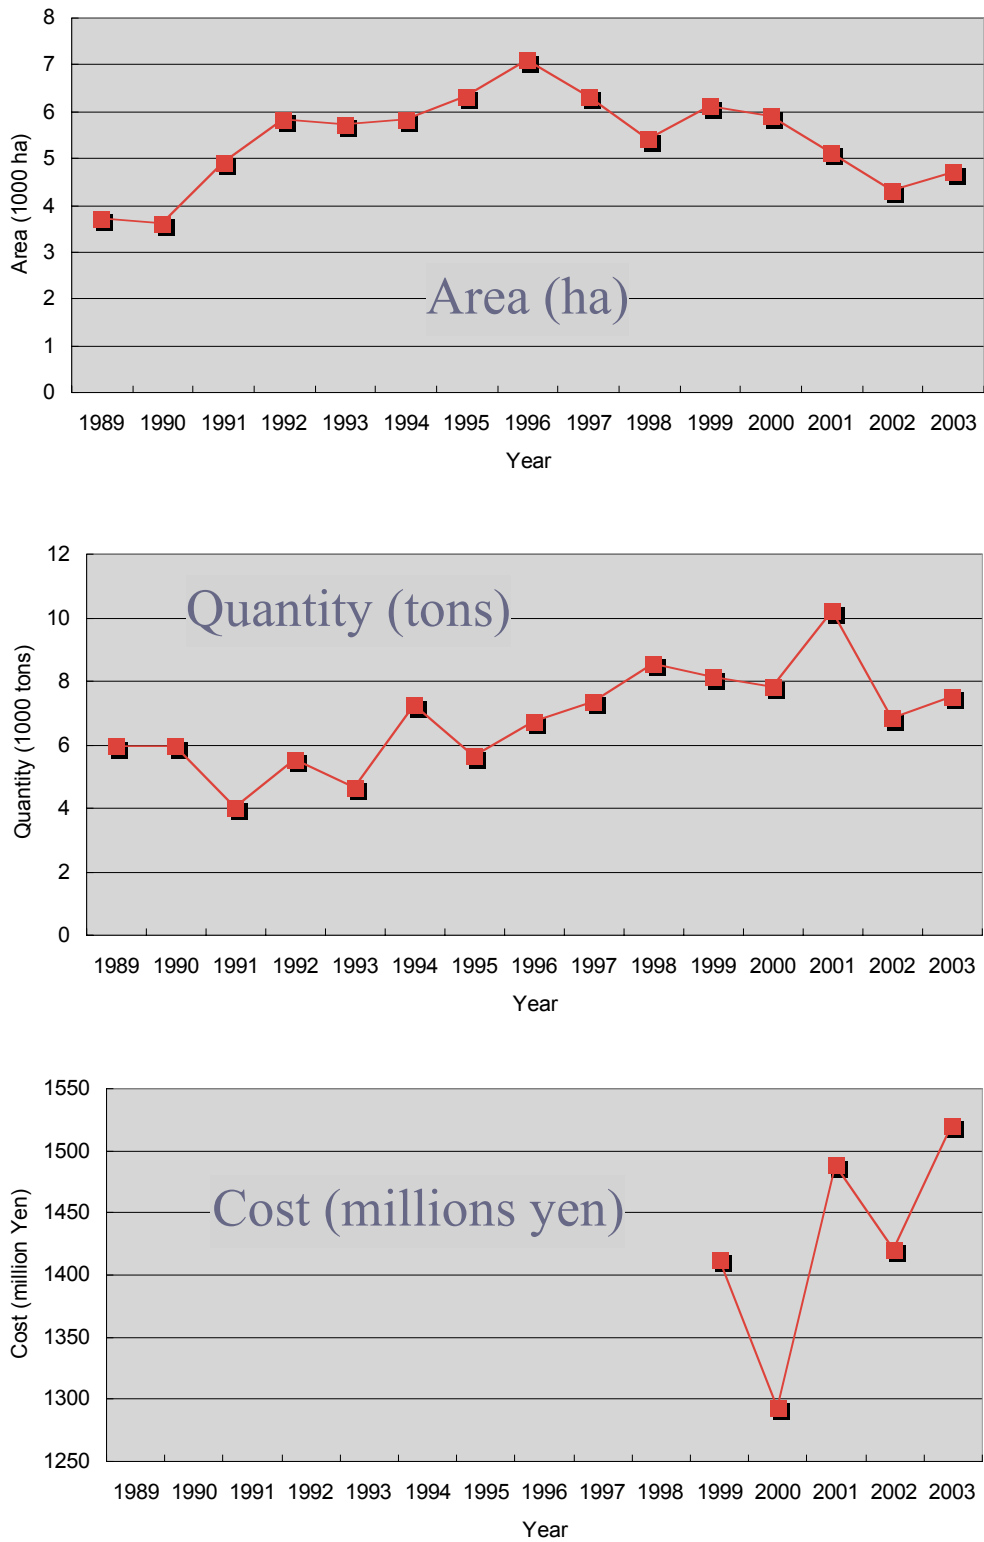 8
7
6
5
4
3
2
1
0
Area (1000 ha)
Area (ha)
1989 1990 1991 1992 1993 1994 1995 1996 1997 1998 1999 2000 2001 2002 2003
Year
12
10
8
6
4
2
0
Quantity (1000 tons)
Quantity (tons)
1989 1990 1991 1992 1993 1994 1995 1996 1997 1998 1999 2000 2001 2002 2003
Year
1550
1500
1450
1400
1350
1300
1250
Cost (million Yen)
Cost (millions yen)
1989 1990 1991 1992 1993 1994 1995 1996 1997 1998 1999 2000 2001 2002 2003
Year